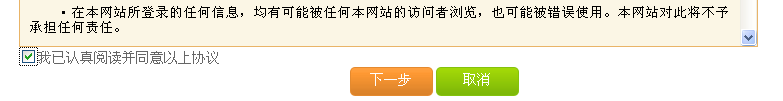 ·在本网站所登录的任何信息，均有可能被任何本网站的访问者浏览，也可能被错误使用。本网站对此将不予
承担任何责任。
我已认真阅读并同意以上协议
下一步 取消